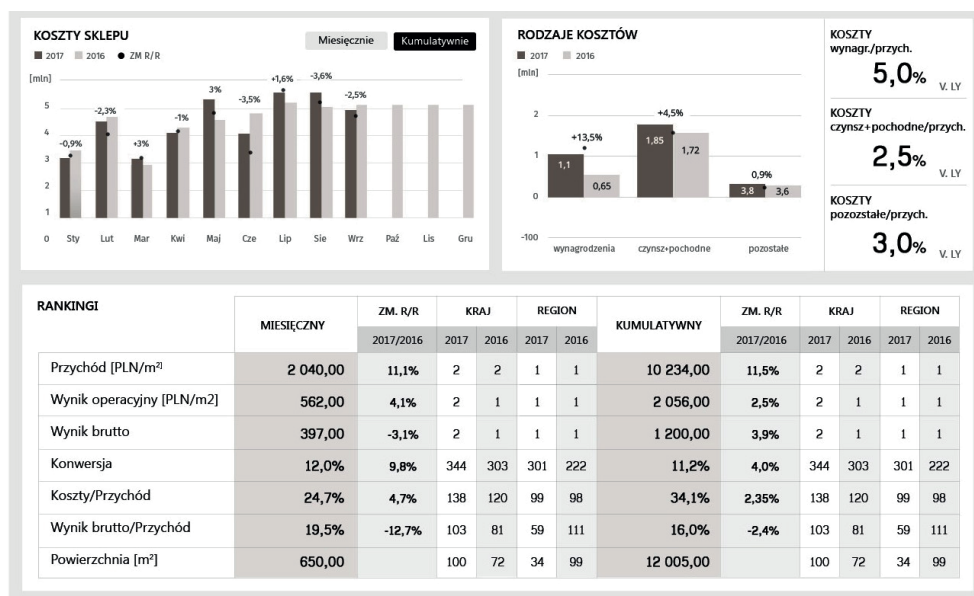 KOSZTY SKLEPU
Miesięcznie
Kumulatywnie
2017 2016 ZM R/R
[mln]
-0,9% -2,3% +3% -1% 3% -3,5% +1,6% -3,6% -2,5%
5
4
3
2
1
0
Sty Lut Mar Kwi Maj Cze Lip Sie Wrz Paź Lis Gru
RODZAJE KOSZTÓW
2017 2016
[mln]
2
1
0
-100
+13,5% +4,5% 0,9%
1,1 0,65 1,85 1,72 3,8 3,6
wynagrodzenia czynsz+pochodne pozostałe
KOSZTY
wynagr./przych.
5,0% V. LY
KOSZTY
czynsz+pochodne/przych.
2,5% V. LY
KOSZTY
pozozstałe/przych.
3,0% V. LY
RANKINGI
MIESIĘCZNY ZM. R/R KRAJ REGION KUMULATYWNY ZM. R/R KRAJ REGION
2017/2016 2017 2016 2017 2016 2017/2016 2017 2016 2017 2016
Przychód [PLN/m²] 2 040,00 11,1% 2 2 1 1 10 234,00 11,5% 2 2 1 1
Wynik operacyjny [PLN/m2] 562,00 4,1% 2 1 1 1 2 056,00 2,5% 2 1 1 1
Wynik brutto 397,00 -3,1% 2 1 1 1 1 200,00 3,9% 2 1 1 1
Konwersja 12,0% 9,8% 344 303 301 222 11,2% 4,0% 344 303 301 222
Koszty/Przychód 24,7% 4,7% 138 120 99 98 34,1% 2,35% 138 120 99 98
Wynik brutto/Przychód 19,5% -12,7% 103 81 59 111 16,0% -2,4% 103 81 59 111
Powierzchnia [m²] 650,00 100 72 34 99 12 005,00 100 72 34 99